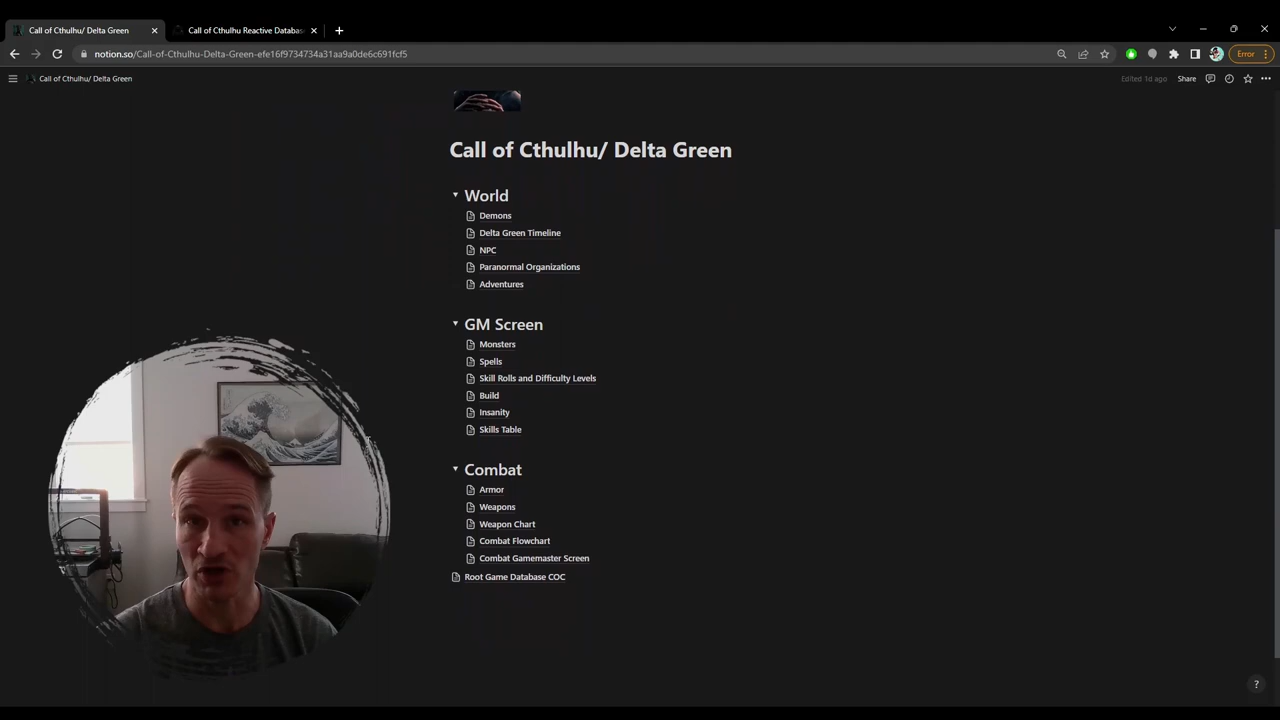 Call of Cthulhu/ Delta Green
Call of Cthulhu Reactive Databas
notion.so/Call-of-Cthulhu-Delta-Green-efe16f9734734a31aa9a0de6c691fcf5
Error
Call of Cthulhu/ Delta Green
Edited 1d ago
Share
Call of Cthulhu/ Delta Green
World
Demons
Delta Green Timeline
NPC
Paranormal Organizations
Adventures
GM Screen
Monsters
Spells
Skill Rolls and Difficulty Levels
Build
Insanity
Skills Table
Combat
Armor
Weapons
Weapon Chart
Combat Flowchart
Combat Gamemaster Screen
Root Game Database COC
?